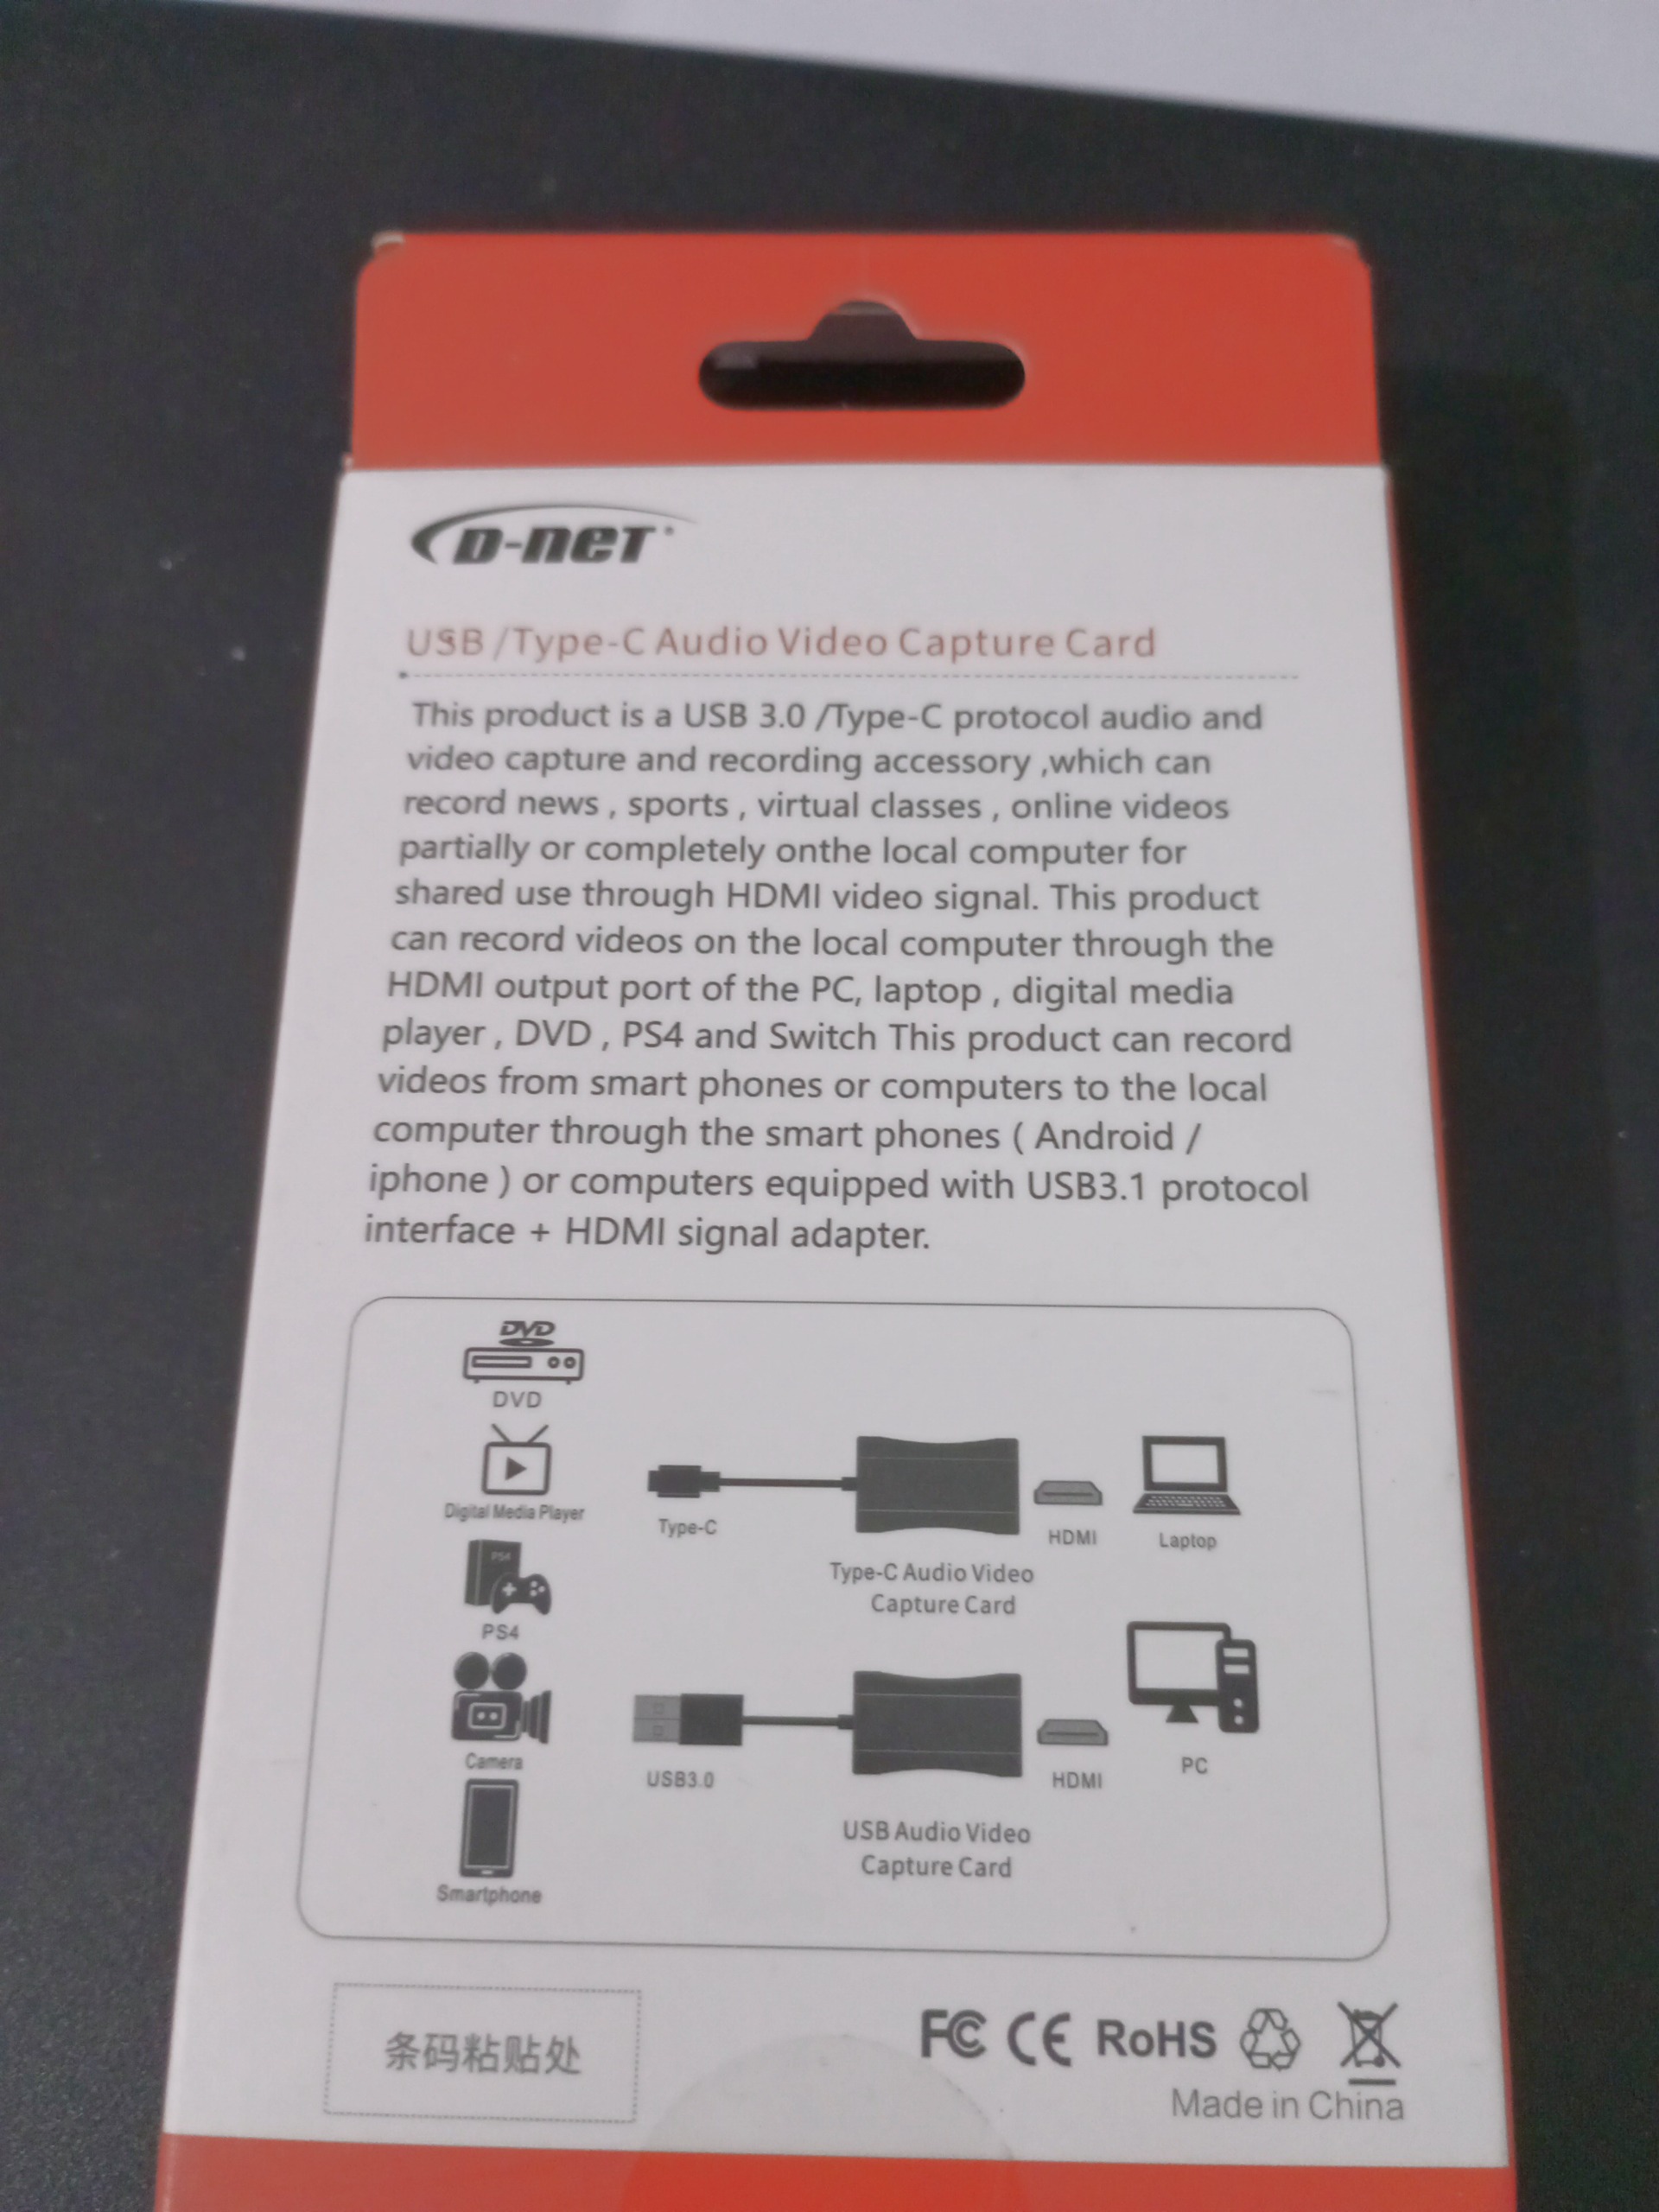 D-NET
USB /Type-C Audio Video Capture Card
This product is a USB 3.0 /Type-C protocol audio and
video capture and recording accessory ,which can
record news , sports , virtual classes , online videos
partially or completely onthe local computer for
shared use through HDMI video signal. This product
can record videos on the local computer through the
HDMI output port of the PC, laptop , digital media
player , DVD , PS4 and Switch This product can record
videos from smart phones or computers to the local
computer through the smart phones ( Android /
iphone ) or computers equipped with USB3.1 protocol
interface + HDMI signal adapter.
DVD
DVD
Digital Media Player
PS4
PS4
Camera
Smartphone
Type-C
Type-C Audio Video
Capture Card
HDMI
Laptop
USB3.0
USB Audio Video
Capture Card
HDMI
PC
条码粘贴处
FC CE RoHS
Made in China